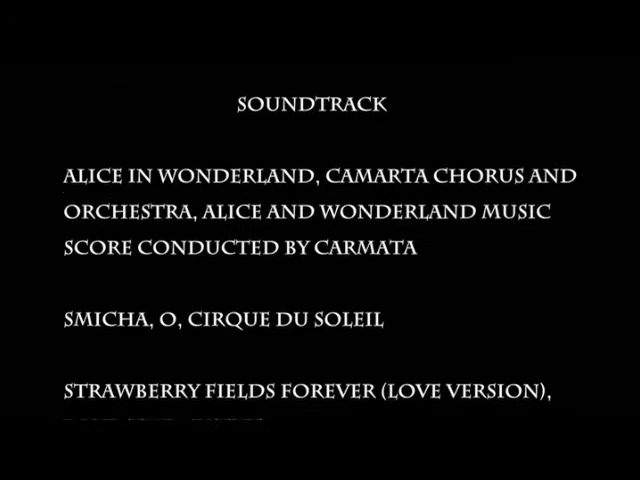 SOUNDTRACK
ALICE IN WONDERLAND, CAMARTA CHORUS AND
ORCHESTRA, ALICE AND WONDERLAND MUSIC
SCORE CONDUCTED BY CARMATA
SMICHA, O, CIRQUE DU SOLEIL
STRAWBERRY FIELDS FOREVER (LOVE VERSION),